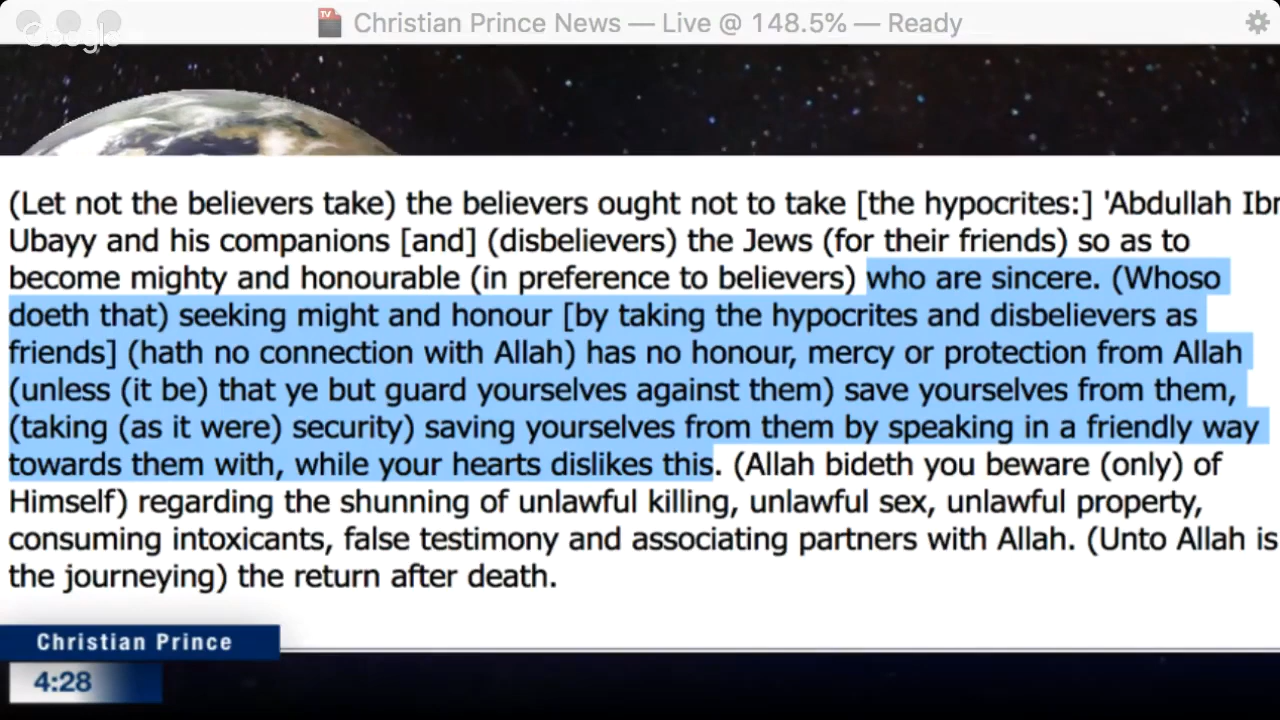 Google
TV
Christian Prince News — Live @ 148.5% — Ready
(Let not the believers take) the believers ought not to take [the hypocrites:] 'Abdullah Ibn
Ubayy and his companions [and] (disbelievers) the Jews (for their friends) so as to
become mighty and honourable (in preference to believers) who are sincere. (Whoso
doeth that) seeking might and honour [by taking the hypocrites and disbelievers as
friends] (hath no connection with Allah) has no honour, mercy or protection from Allah
(unless (it be) that ye but guard yourselves against them) save yourselves from them,
(taking (as it were) security) saving yourselves from them by speaking in a friendly way
towards them with, while your hearts dislikes this. (Allah bideth you beware (only) of
Himself) regarding the shunning of unlawful killing, unlawful sex, unlawful property,
consuming intoxicants, false testimony and associating partners with Allah. (Unto Allah is
the journeying) the return after death.
Christian Prince
4:28